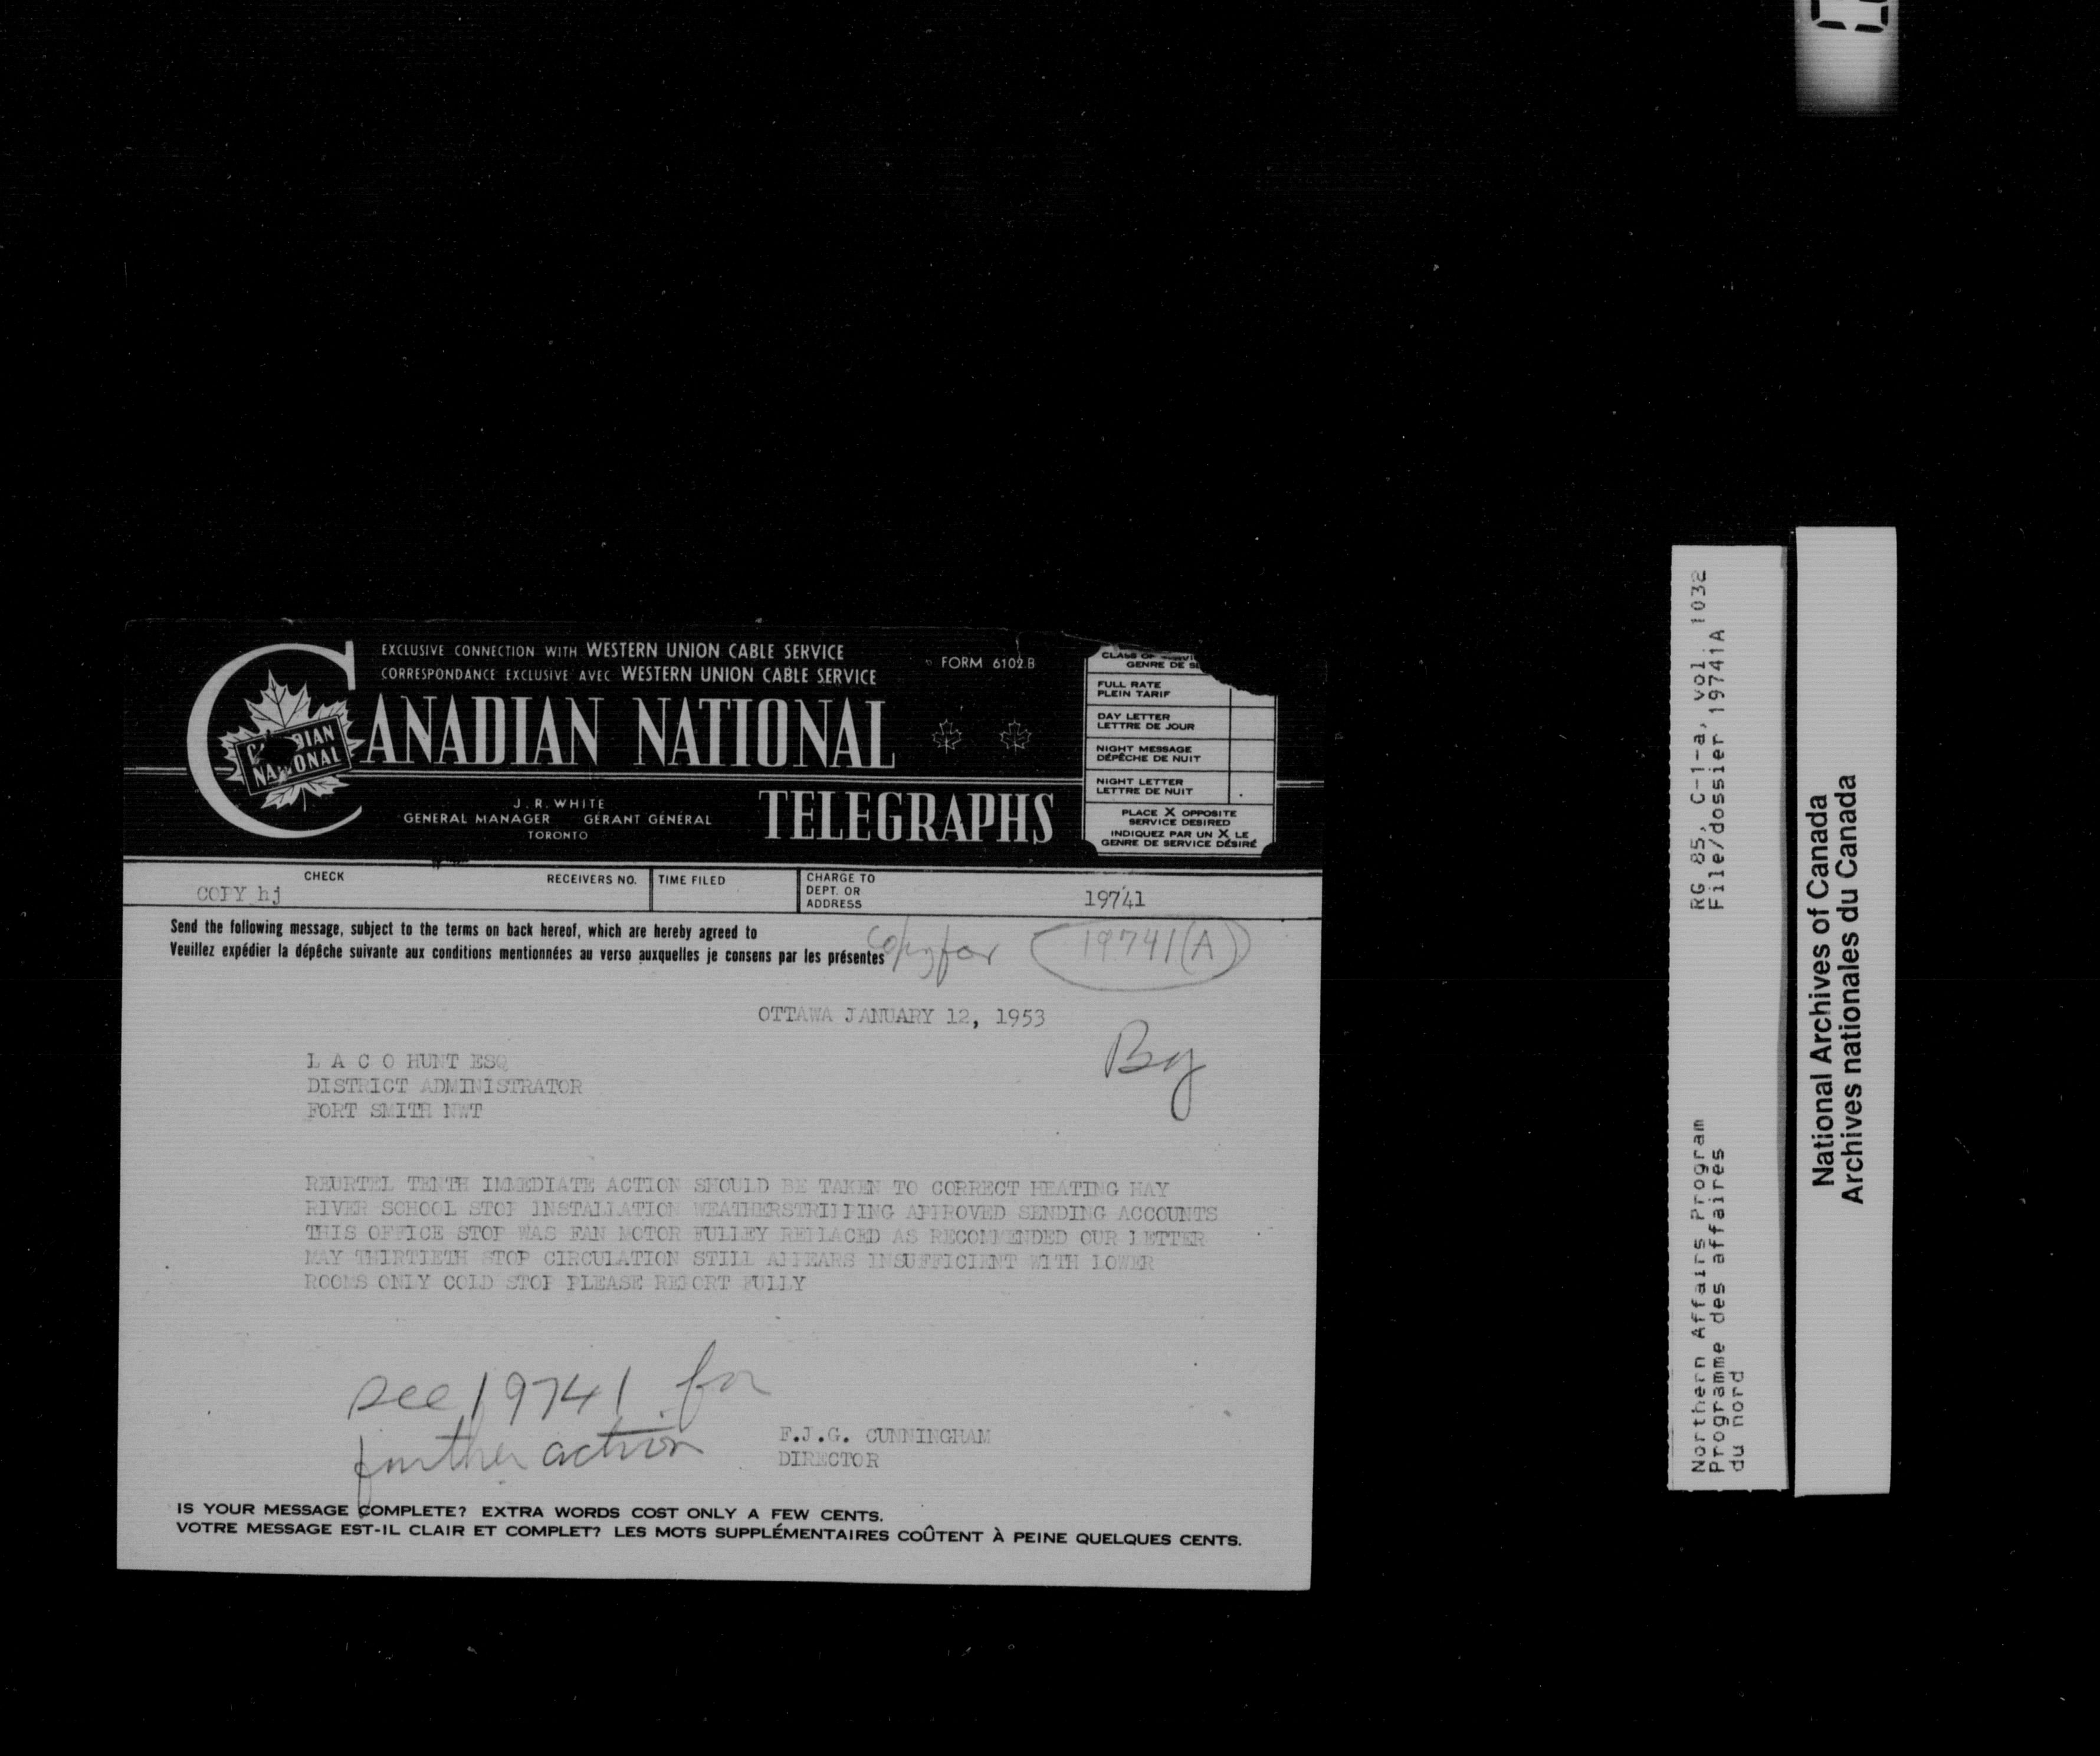 EXCLUSIVE CONNECTION WITH WESTERN UNION CABLE SERVICE
CORRESPONDANCE EXCLUSIVE AVEC WESTERN UNION CABLE SERVICE
FORM 6102 B
CANADIAN NATIONAL
TELEGRAPHS
J. R. WHITE
GENERAL MANAGER GÉRANT GÉNÉRAL
TORONTO
CLASS OF
GENRE DE
FULL RATE
PLEIN TARIF
DAY LETTER
LETTRE DE JOUR
NIGHT MESSAGE
DÉPÊCHE DE NUIT
NIGHT LETTER
LETTRE DE NUIT
PLACE X OPPOSITE
SERVICE DESIRED
INDIQUEZ PAR UN X LE
GENRE DE SERVICE DÉSIRÉ
CHECK
COPY hj
RECEIVERS NO.
TIME FILED
CHARGE TO
DEPT. OR
ADDRESS
19741
Send the following message, subject to the terms on back hereof, which are hereby agreed to
Veuillez expédier la dépêche suivante aux conditions mentionnées au verso auxquelles je consens par les présentes
Copy for 19741(A)
OTTAWA JANUARY 12, 1953
L A C O HUNT ESQ
DISTRICT ADMINISTRATOR
FORT SMITH NWT
REURTEL TENTH IMMEDIATE ACTION SHOULD BE TAKEN TO CORRECT HEATING HAY
RIVER SCHOOL STOP INSTALLATION WEATHERSTRIPPING APPROVED SENDING ACCOUNTS
THIS OFFICE STOP WAS FAN MOTOR PULLEY REPLACED AS RECOMMENDED OUR LETTER
MAY THIRTIETH STOP CIRCULATION STILL APPEARS INSUFFICIENT WITH LOWER
ROOMS ONLY COLD STOP PLEASE REPORT FULLY
see 19741 for
further action
F.J.G. CUNNINGHAM
DIRECTOR
IS YOUR MESSAGE COMPLETE? EXTRA WORDS COST ONLY A FEW CENTS.
VOTRE MESSAGE EST-IL CLAIR ET COMPLET? LES MOTS SUPPLÉMENTAIRES COÛTENT À PEINE QUELQUES CENTS.
Northern Affairs Program
Programme des affaires
du nord
RG 85, C-1-a, vol. 1032
File/dossier 19741A
National Archives of Canada
Archives nationales du Canada